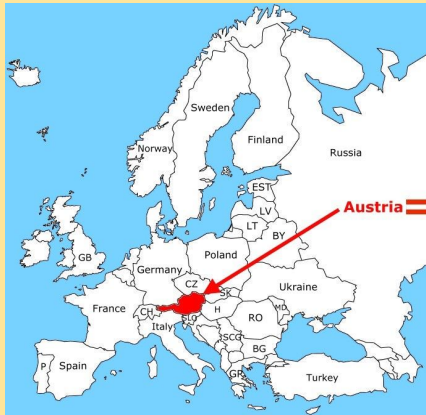 Sweden
Finland
Norway
Russia
EST
LV
LT
BY
Austria
GB
Poland
Germany
CZ
SK
Ukraine
France
CH
H
MD
SLO
RO
Italy
SCG
BG
P
Spain
GR
Turkey